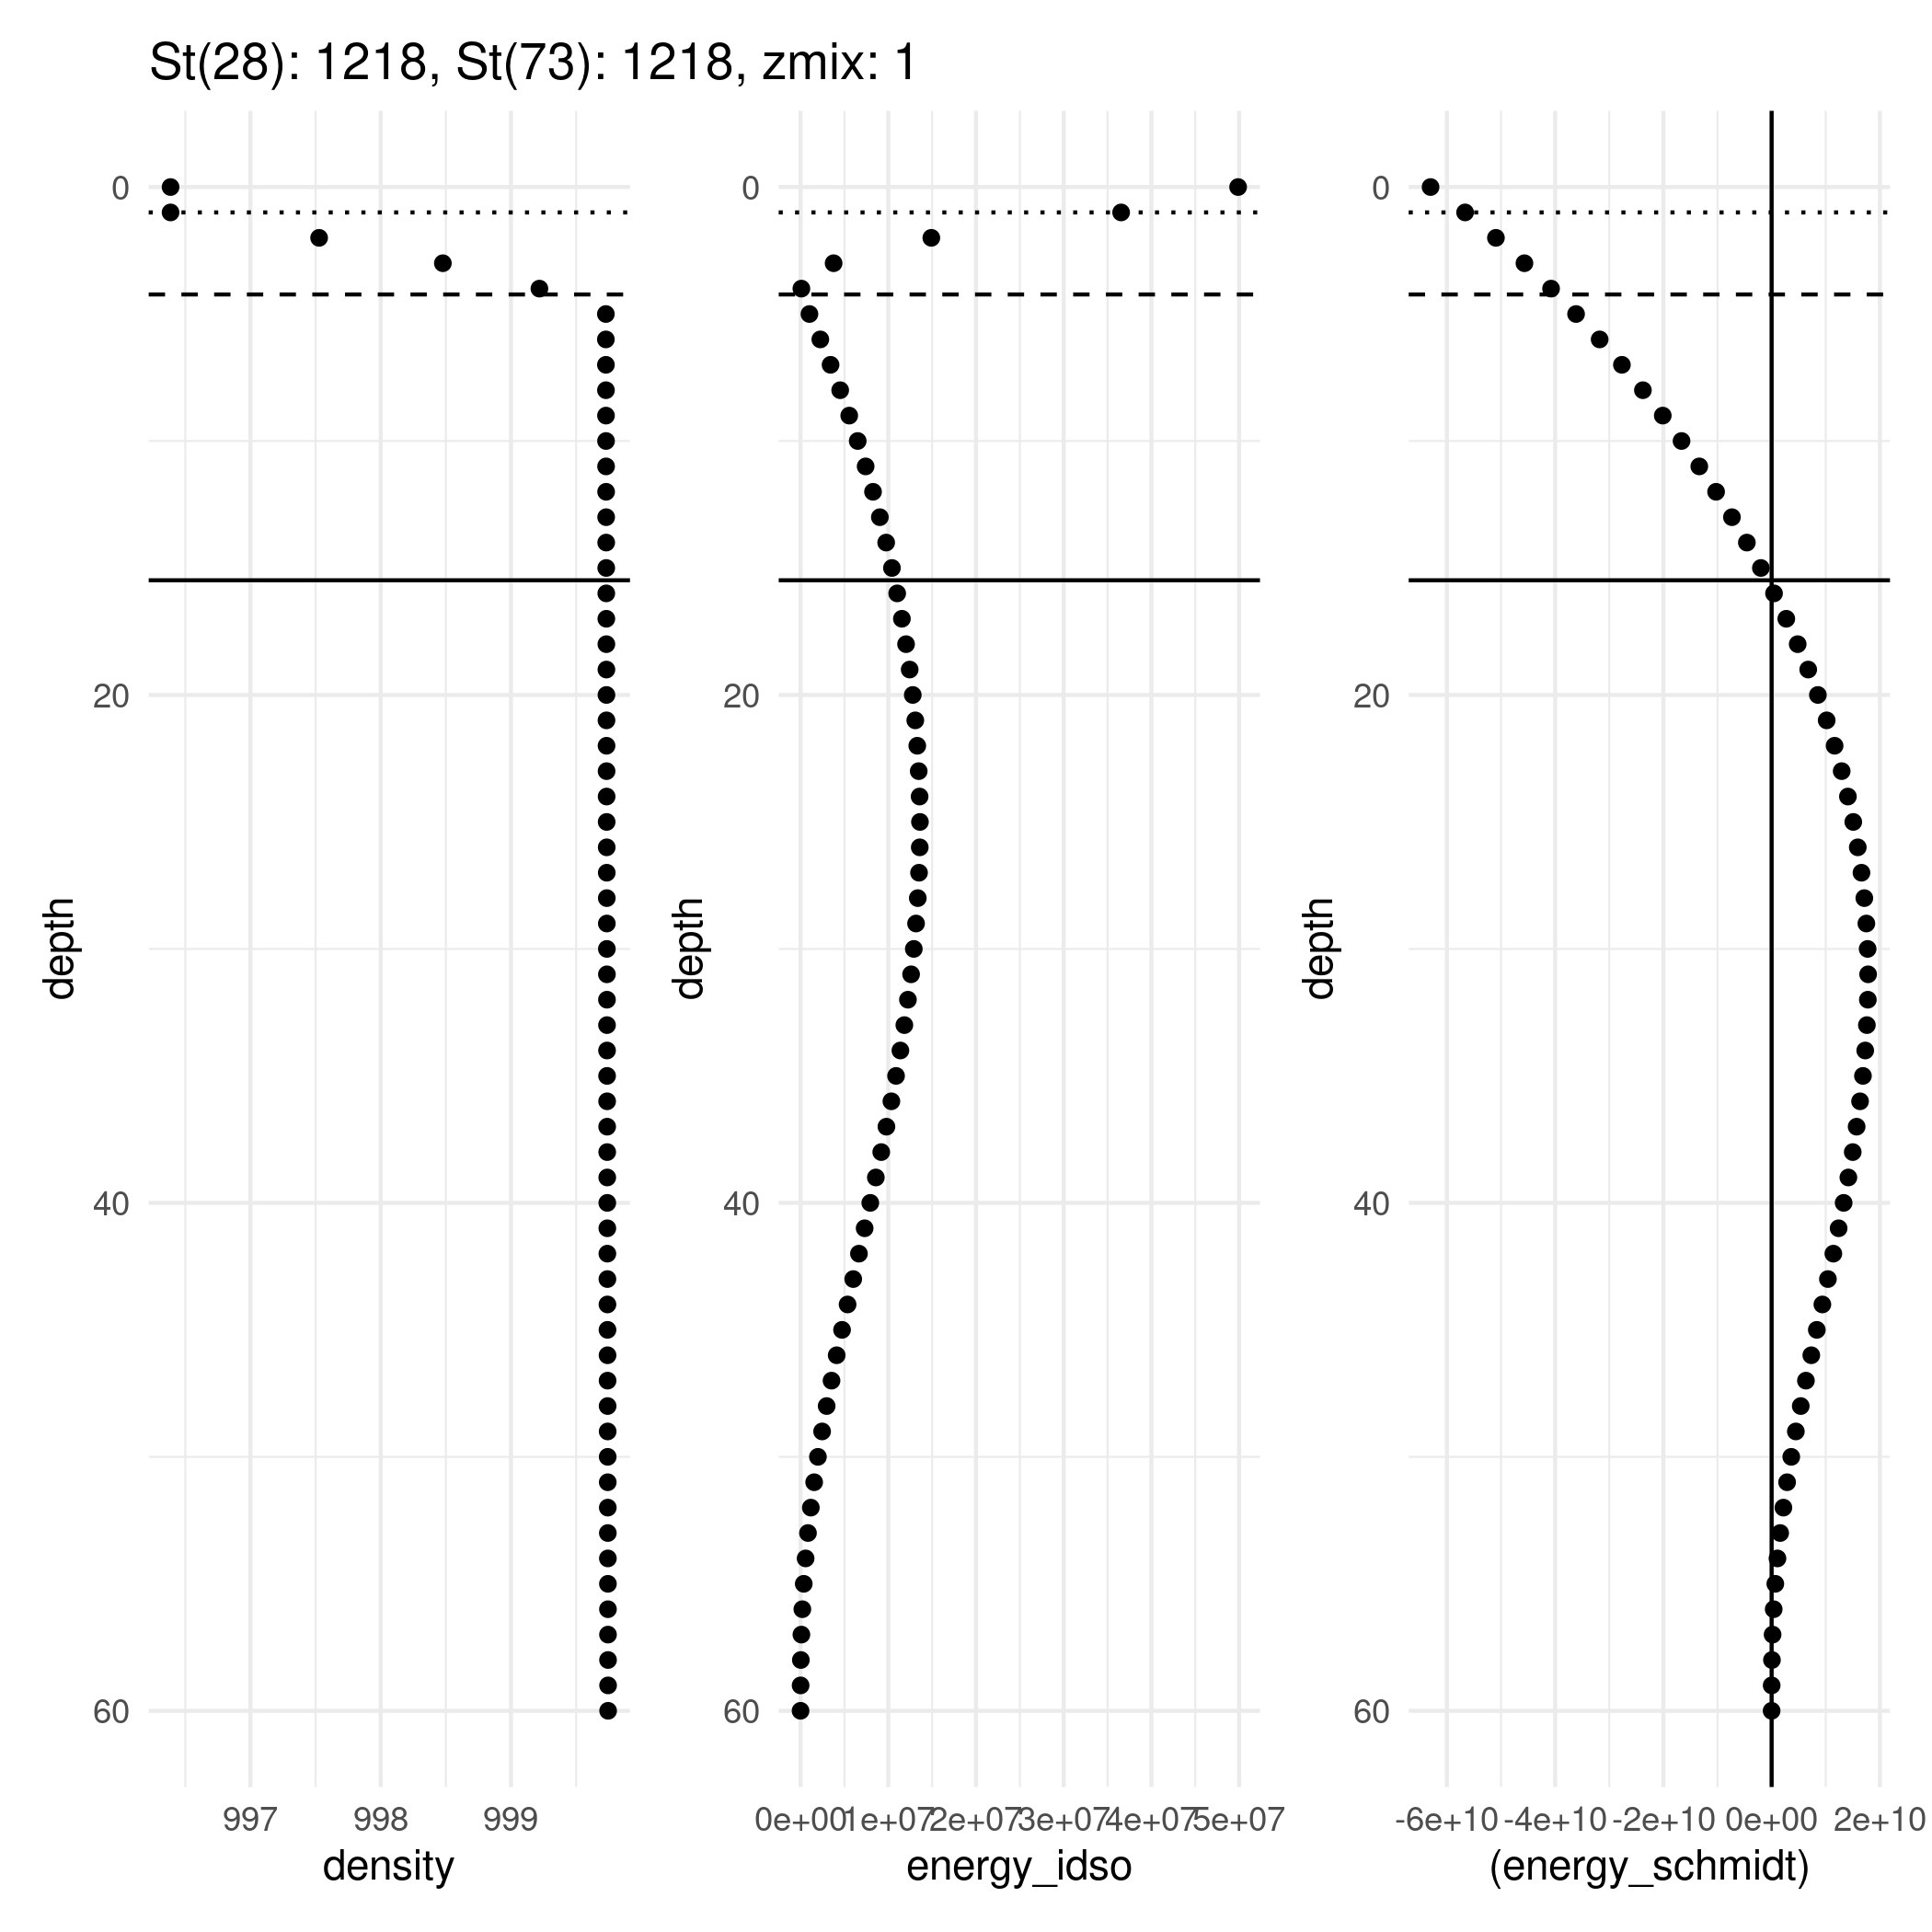 St(28): 1218, St(73): 1218, zmix: 1
0
20
40
60
depth
997 998 999
density
0
20
40
60
depth
0e+00 1e+07 2e+07 3e+07 4e+07 5e+07
energy_idso
0
20
40
60
depth
-6e+10 -4e+10 -2e+10 0e+00 2e+10
(energy_schmidt)